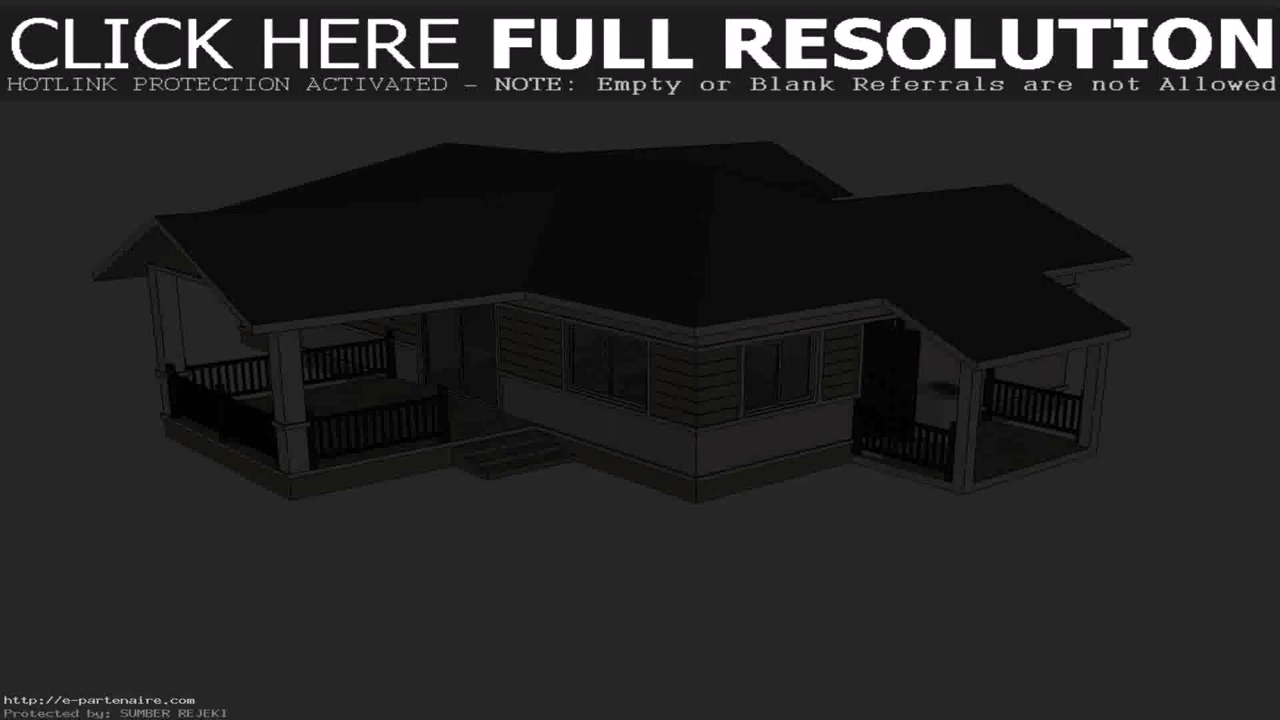 CLICK HERE FULL RESOLUTION
HOTLINK PROTECTION ACTIVATED – NOTE: Empty or Blank Referrals are not Allowed
http://e-partenaire.com
Protected by: SUMBER REJEKI